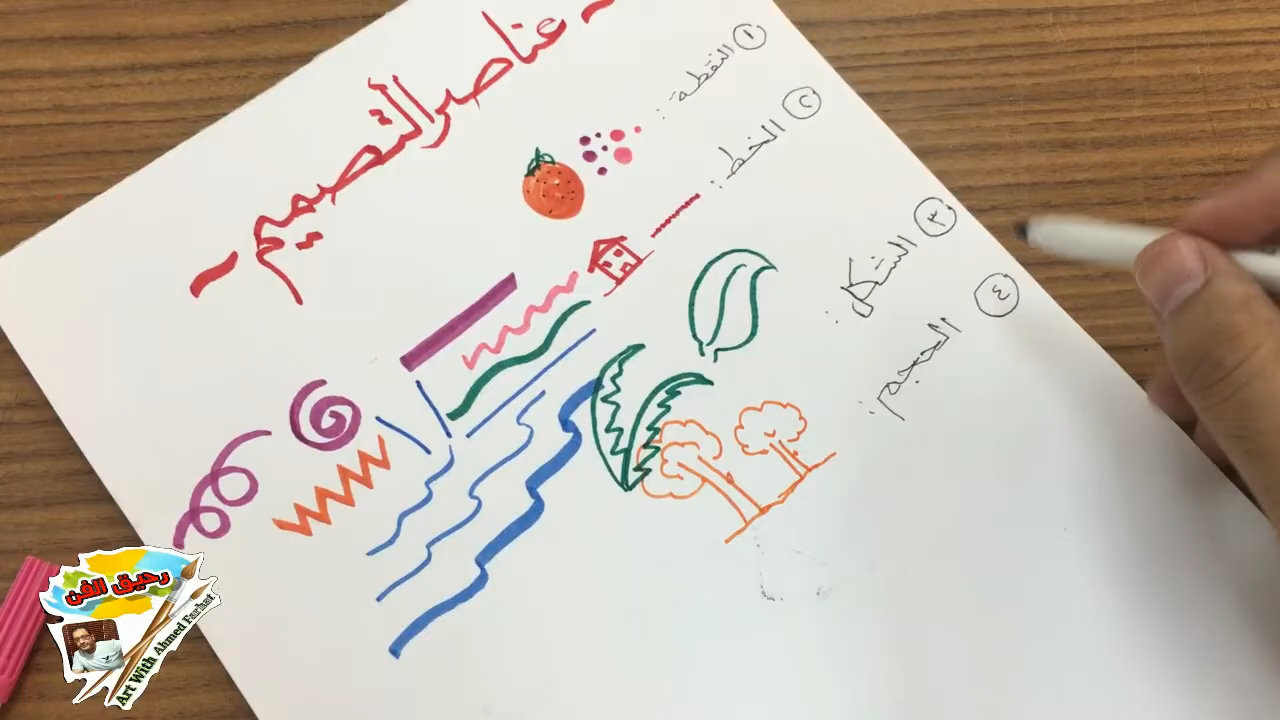 ~ عناصر التصميم ~
١ النقطة :
٢ الخط :
٣ الشكل :
٤ الحجم :
رحيق الفن
Art With Ahmed Farhat